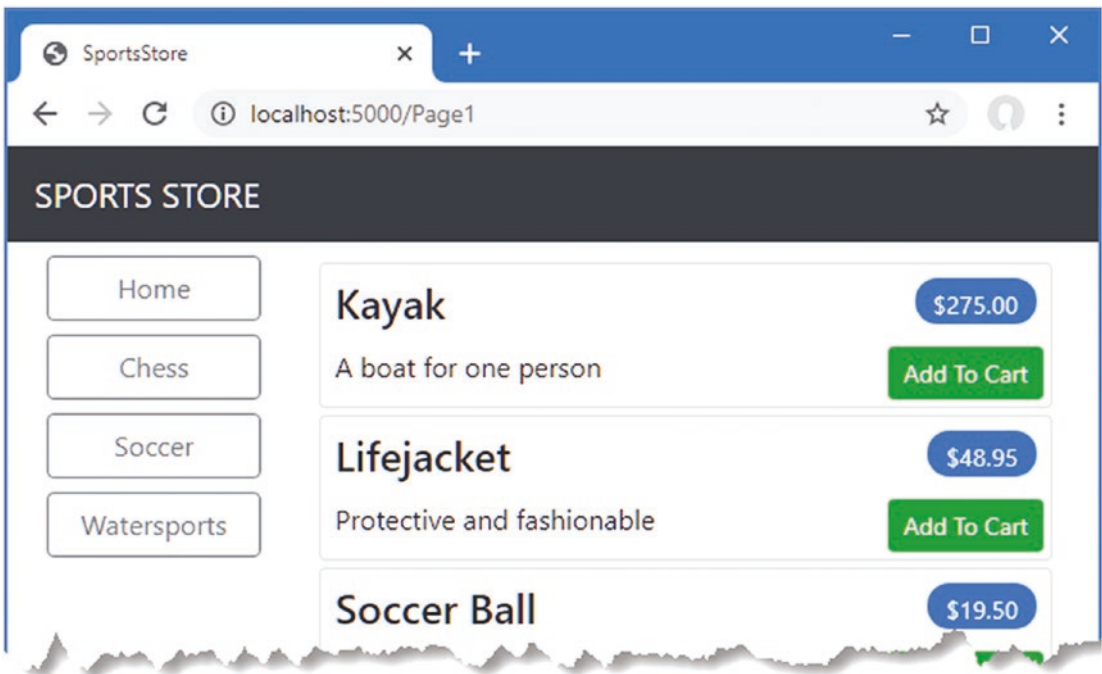 SportsStore
localhost:5000/Page1
SPORTS STORE
Home
Chess
Soccer
Watersports
Kayak
$275.00
A boat for one person
Add To Cart
Lifejacket
$48.95
Protective and fashionable
Add To Cart
Soccer Ball
$19.50